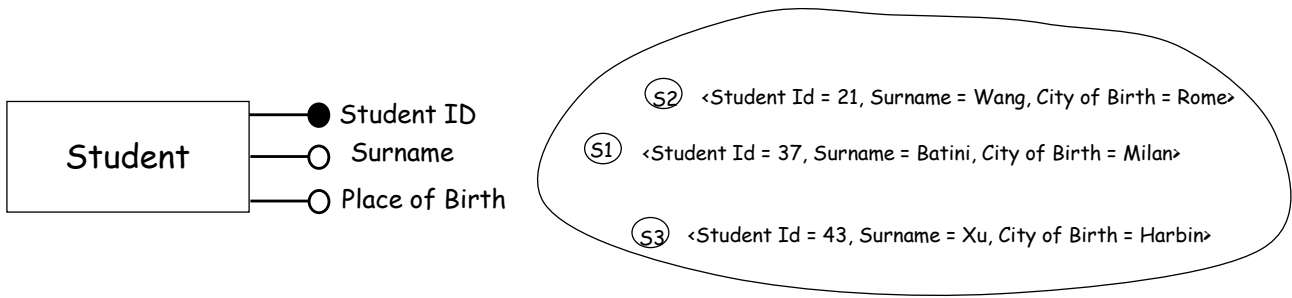 Student
Student ID
Surname
Place of Birth
S2 <Student Id = 21, Surname = Wang, City of Birth = Rome>
S1 <Student Id = 37, Surname = Batini, City of Birth = Milan>
S3 <Student Id = 43, Surname = Xu, City of Birth = Harbin>